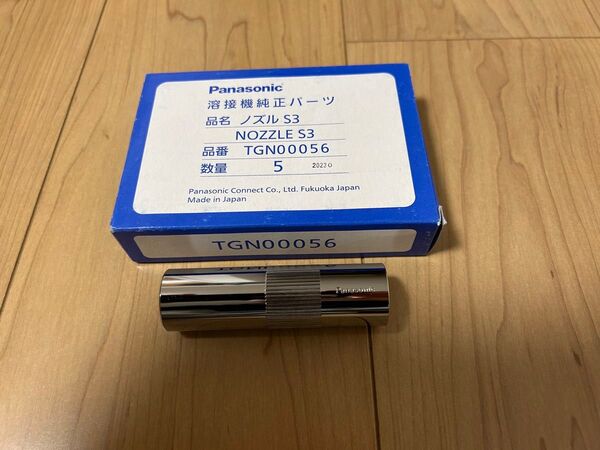 Panasonic
溶接機純正パーツ
品名 ノズル S3
NOZZLE S3
品番 TGN00056
数量 5
Panasonic Connect Co., Ltd. Fukuoka Japan
Made in Japan
TGN00056
Panasonic